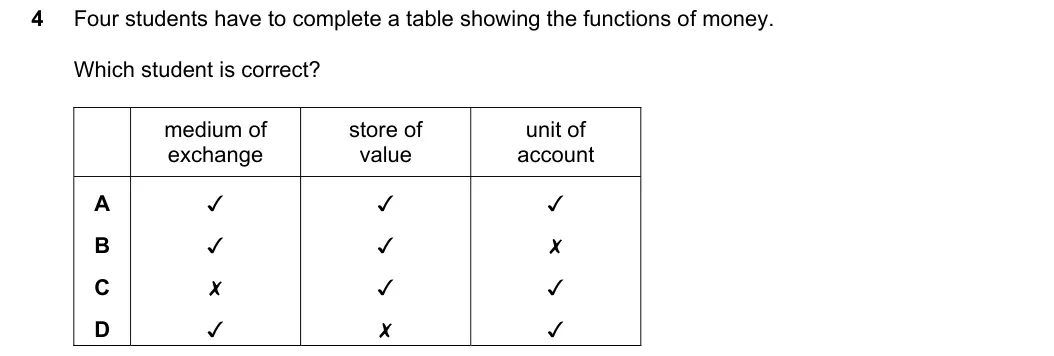 4 Four students have to complete a table showing the functions of money.
Which student is correct?
medium of exchange store of value unit of account
A ✓ ✓ ✓
B ✓ ✓ ✗
C ✗ ✓ ✓
D ✓ ✗ ✓